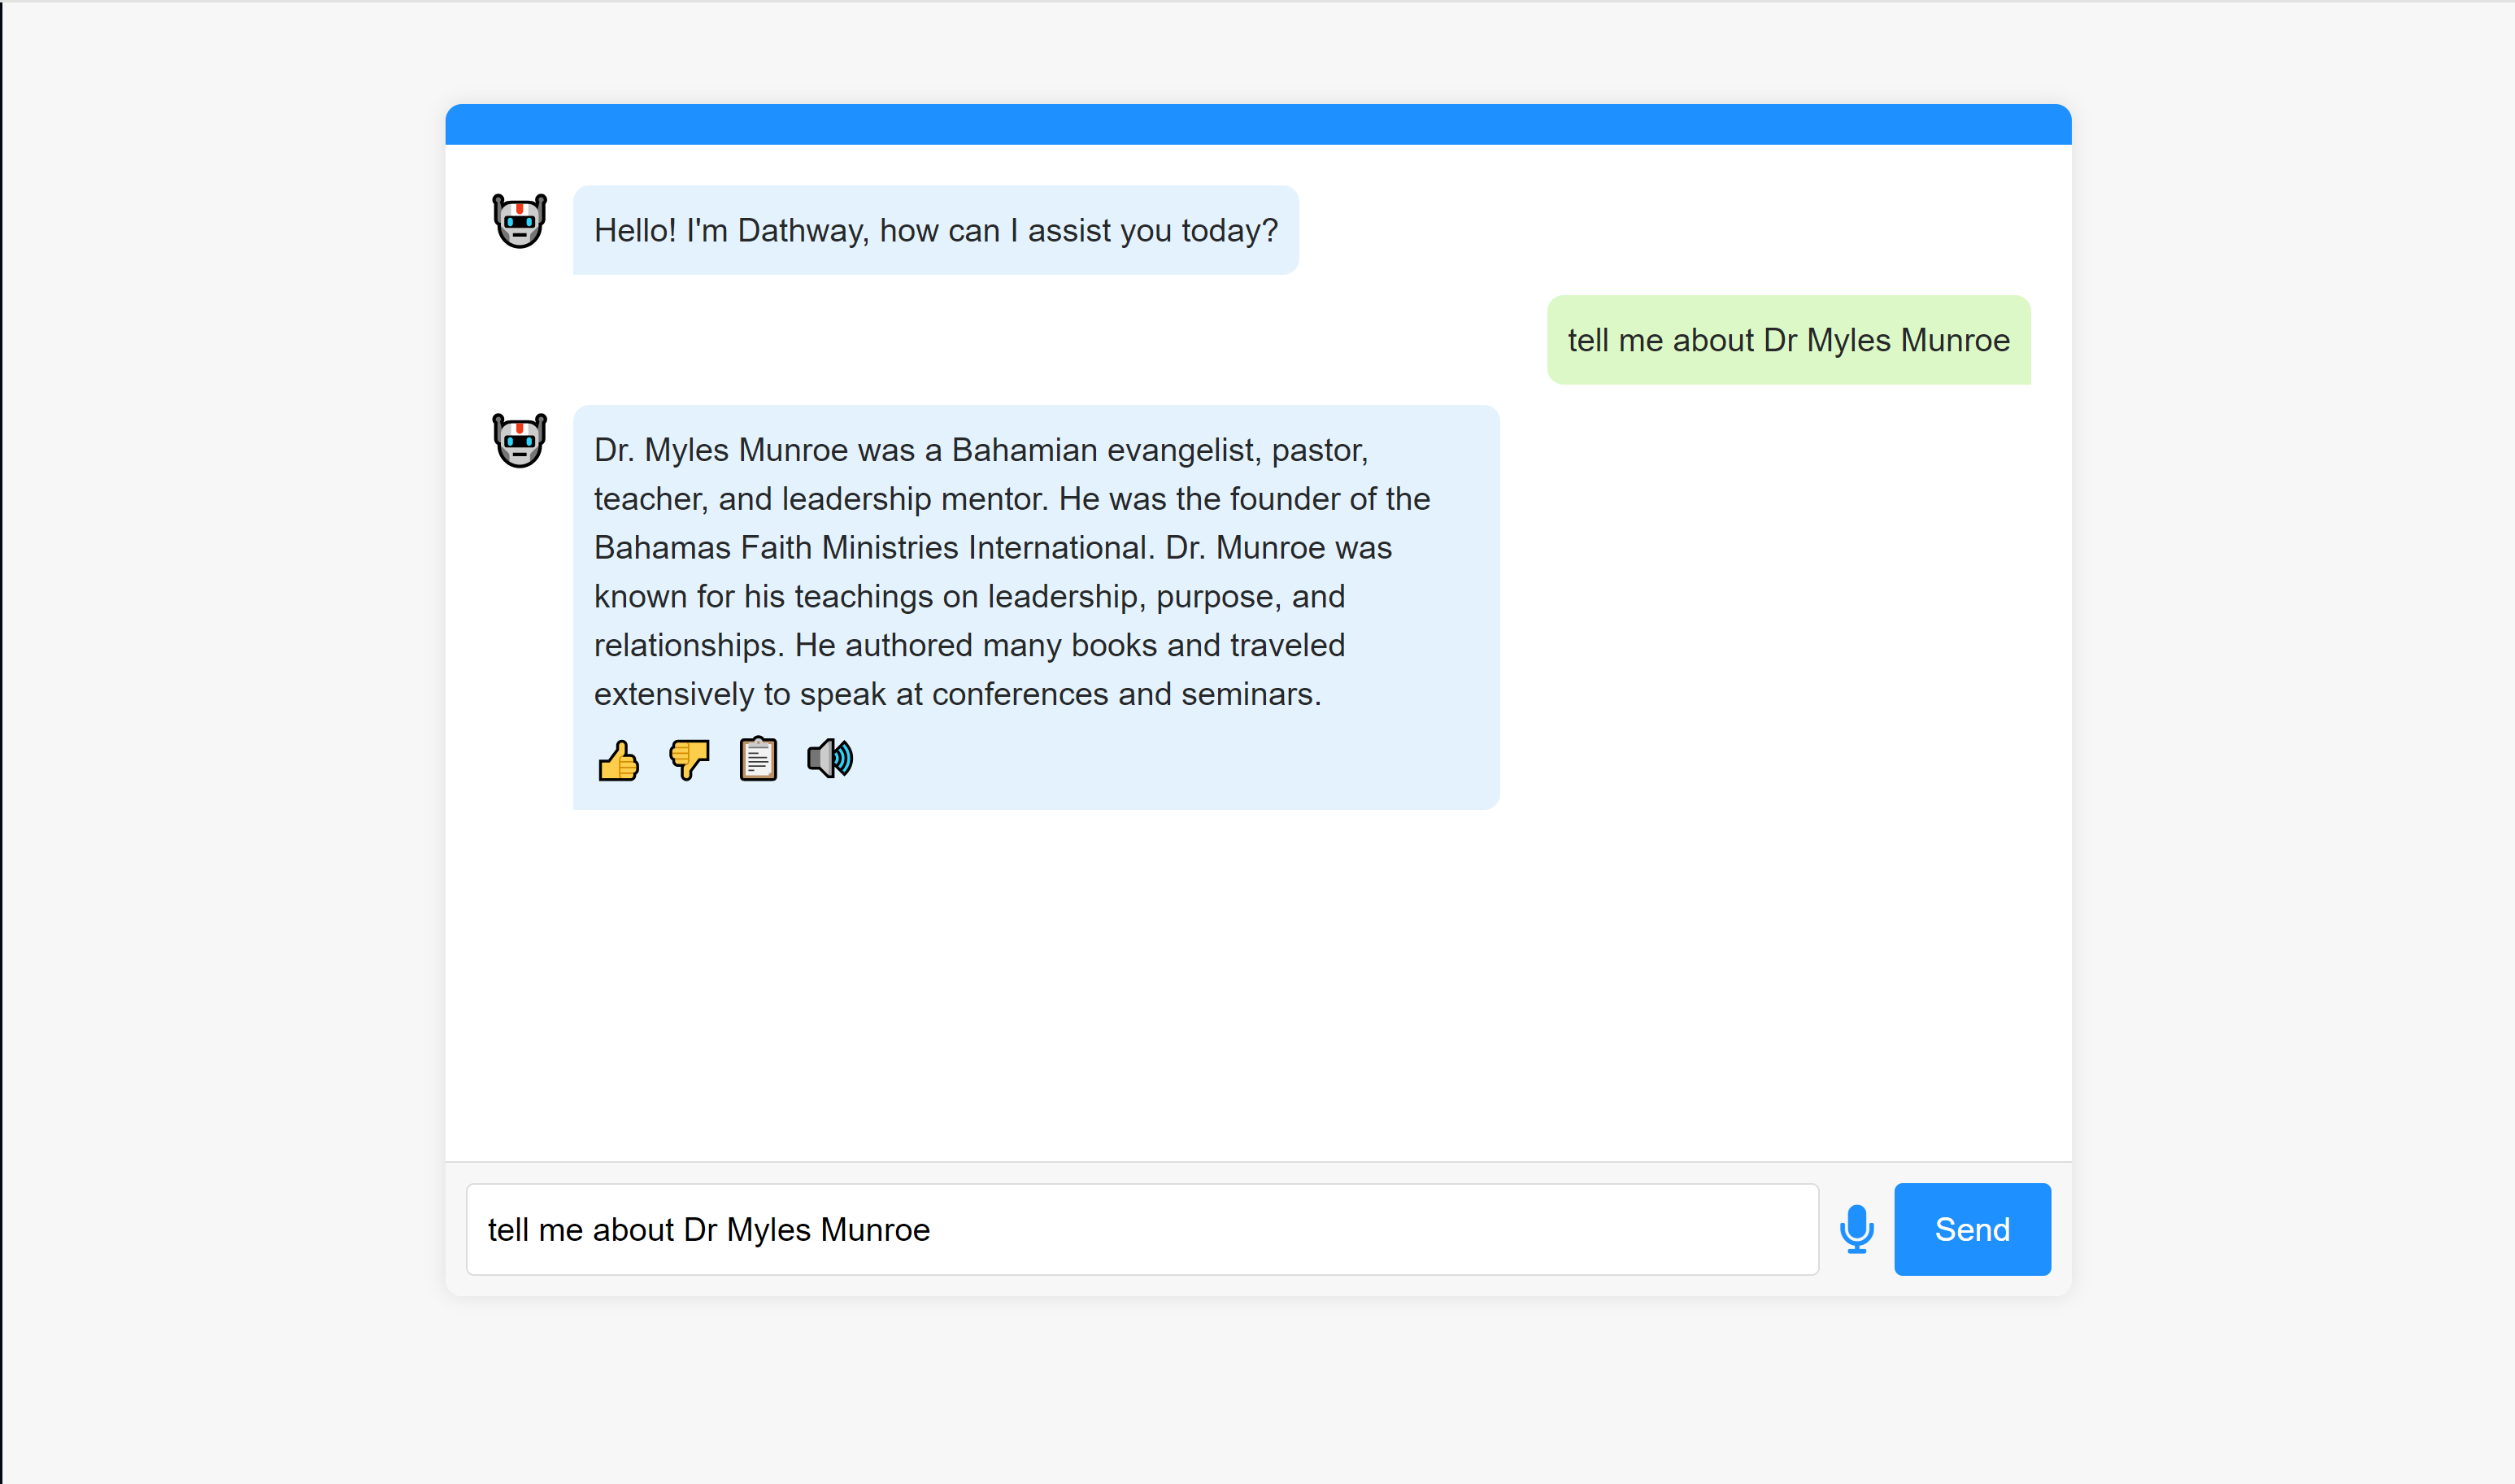 Hello! I'm Dathway, how can I assist you today?
tell me about Dr Myles Munroe
Dr. Myles Munroe was a Bahamian evangelist, pastor,
teacher, and leadership mentor. He was the founder of the
Bahamas Faith Ministries International. Dr. Munroe was
known for his teachings on leadership, purpose, and
relationships. He authored many books and traveled
extensively to speak at conferences and seminars.
tell me about Dr Myles Munroe
Send